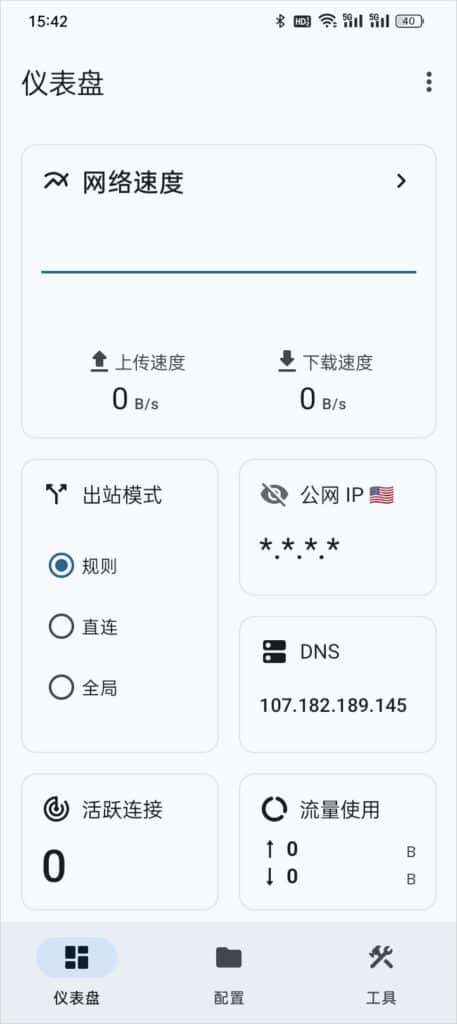 15:42 HD 5G 5G 40
仪表盘
网络速度
上传速度 下载速度
0 B/s 0 B/s
出站模式
规则
直连
全局
公网 IP
*.*.*.*
DNS
107.182.189.145
活跃连接
0
流量使用
↑ 0 B
↓ 0 B
仪表盘 配置 工具